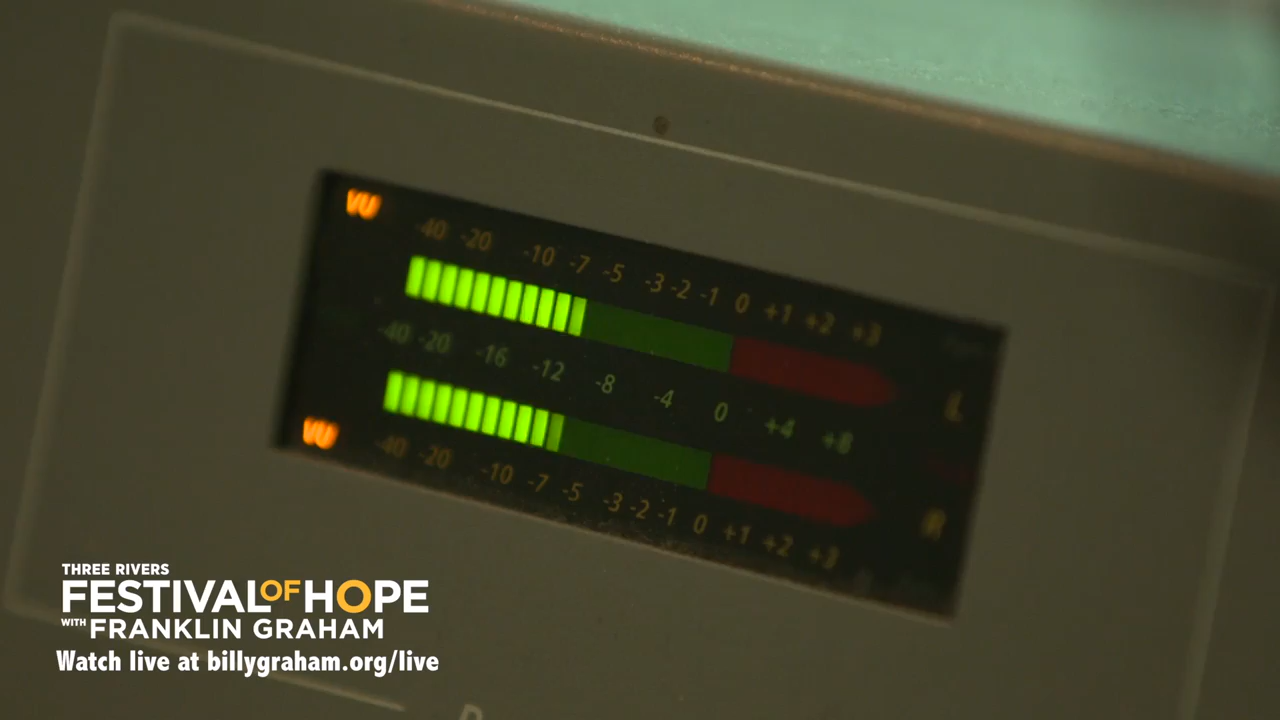 VU
-40 -20 -10 -7 -5 -3 -2 -1 0 +1 +2 +3
-40 -20 -16 -12 -8 -4 0 +4 +8
L
VU
-40 -20 -10 -7 -5 -3 -2 -1 0 +1 +2 +3
R
THREE RIVERS
FESTIVAL OF HOPE
WITH FRANKLIN GRAHAM
Watch live at billygraham.org/live